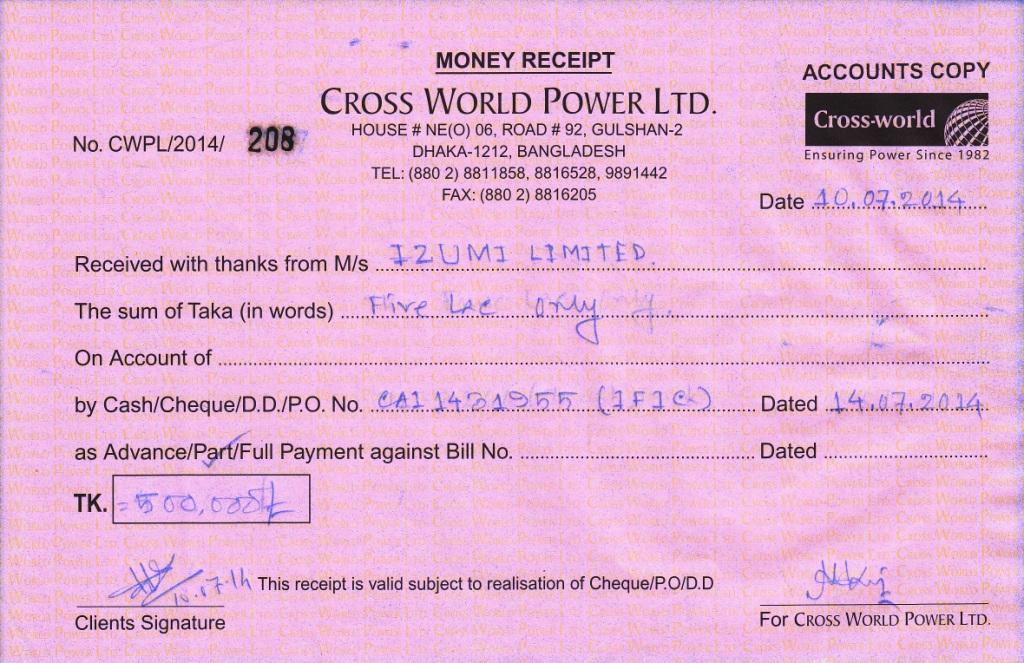 MONEY RECEIPT
ACCOUNTS COPY
CROSS WORLD POWER LTD.
Cross-world
Ensuring Power Since 1982
No. CWPL/2014/ 208
HOUSE # NE(O) 06, ROAD # 92, GULSHAN-2
DHAKA-1212, BANGLADESH
TEL: (880 2) 8811858, 8816528, 9891442
FAX: (880 2) 8816205
Date 10.07.2014
Received with thanks from M/s IZUMI LIMITED.
The sum of Taka (in words) Five Lac only
On Account of
by Cash/Cheque/D.D./P.O. No. CAI 1431955 (IFIC) Dated 14.07.2014
as Advance/Part/Full Payment against Bill No. Dated
TK. =500,000/=
10.07.14 This receipt is valid subject to realisation of Cheque/P.O/D.D
Clients Signature
For CROSS WORLD POWER LTD.